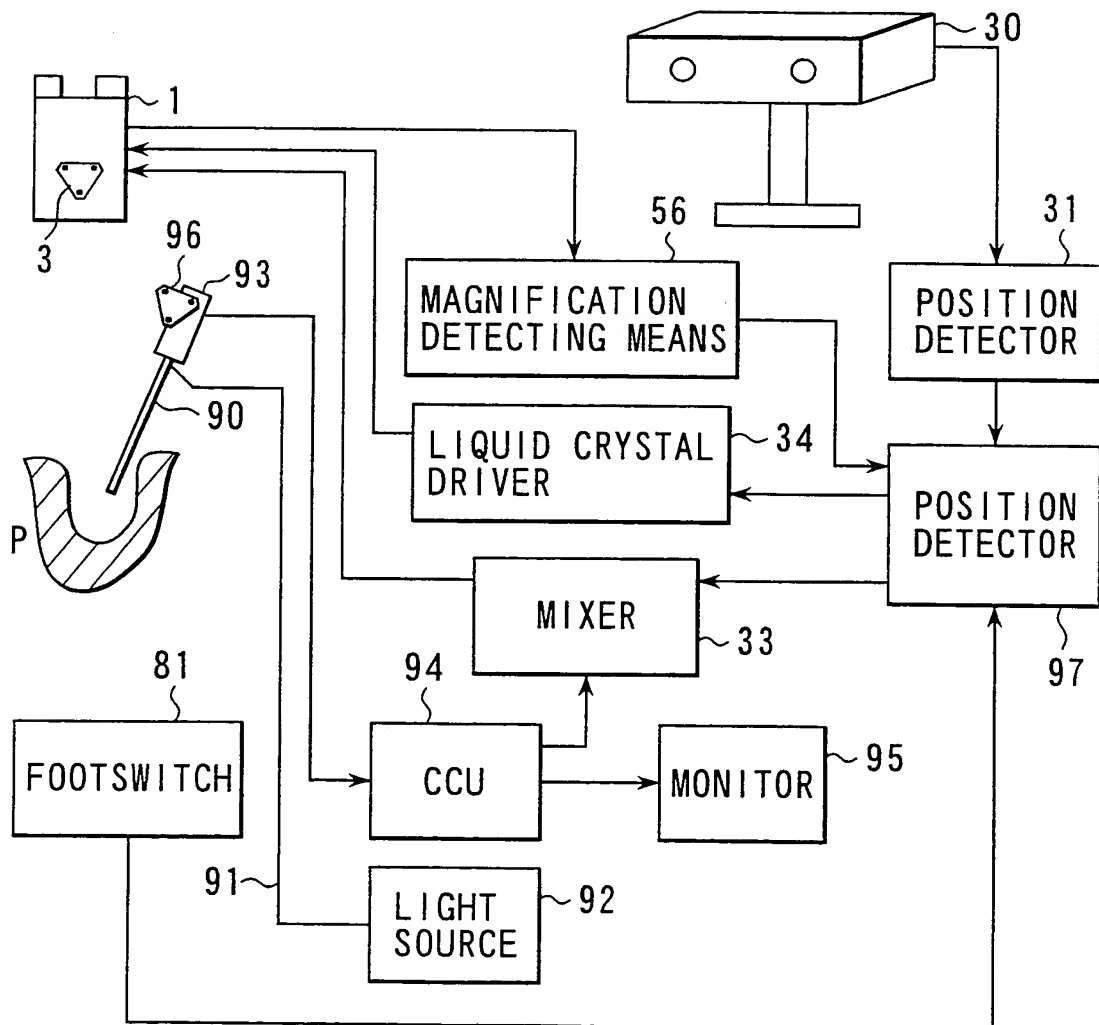 30
1
3
96
93
56
31
MAGNIFICATION
DETECTING MEANS
POSITION
DETECTOR
90
34
LIQUID CRYSTAL
DRIVER
P
POSITION
DETECTOR
MIXER
33
97
81
94
FOOTSWITCH
CCU
MONITOR
95
91
LIGHT
SOURCE
92